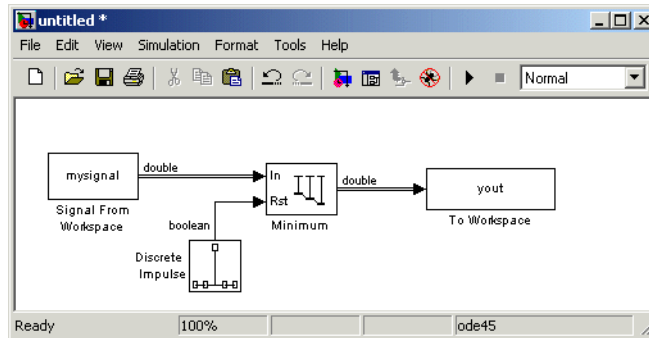 untitled *
File Edit View Simulation Format Tools Help
Normal
mysignal
double
In
Rst
double
yout
Signal From
Workspace
boolean
Minimum
To Workspace
Discrete
Impulse
Ready
100%
ode45